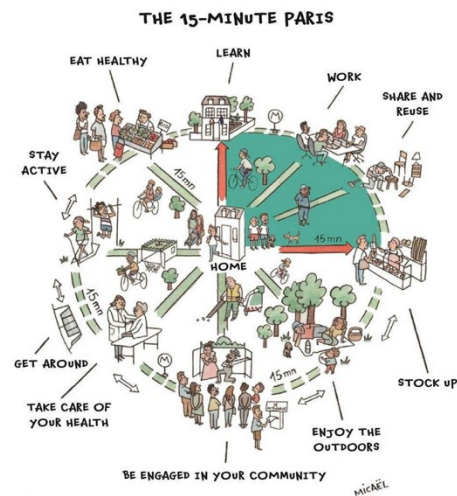 THE 15-MINUTE PARIS
LEARN
EAT HEALTHY
WORK
SHARE AND
REUSE
M
STAY
ACTIVE
15mn
15mn
HOME
15mn
GET AROUND
M
15mn
STOCK UP
TAKE CARE OF
YOUR HEALTH
ENJOY THE
OUTDOORS
BE ENGAGED IN YOUR COMMUNITY
MICAËL